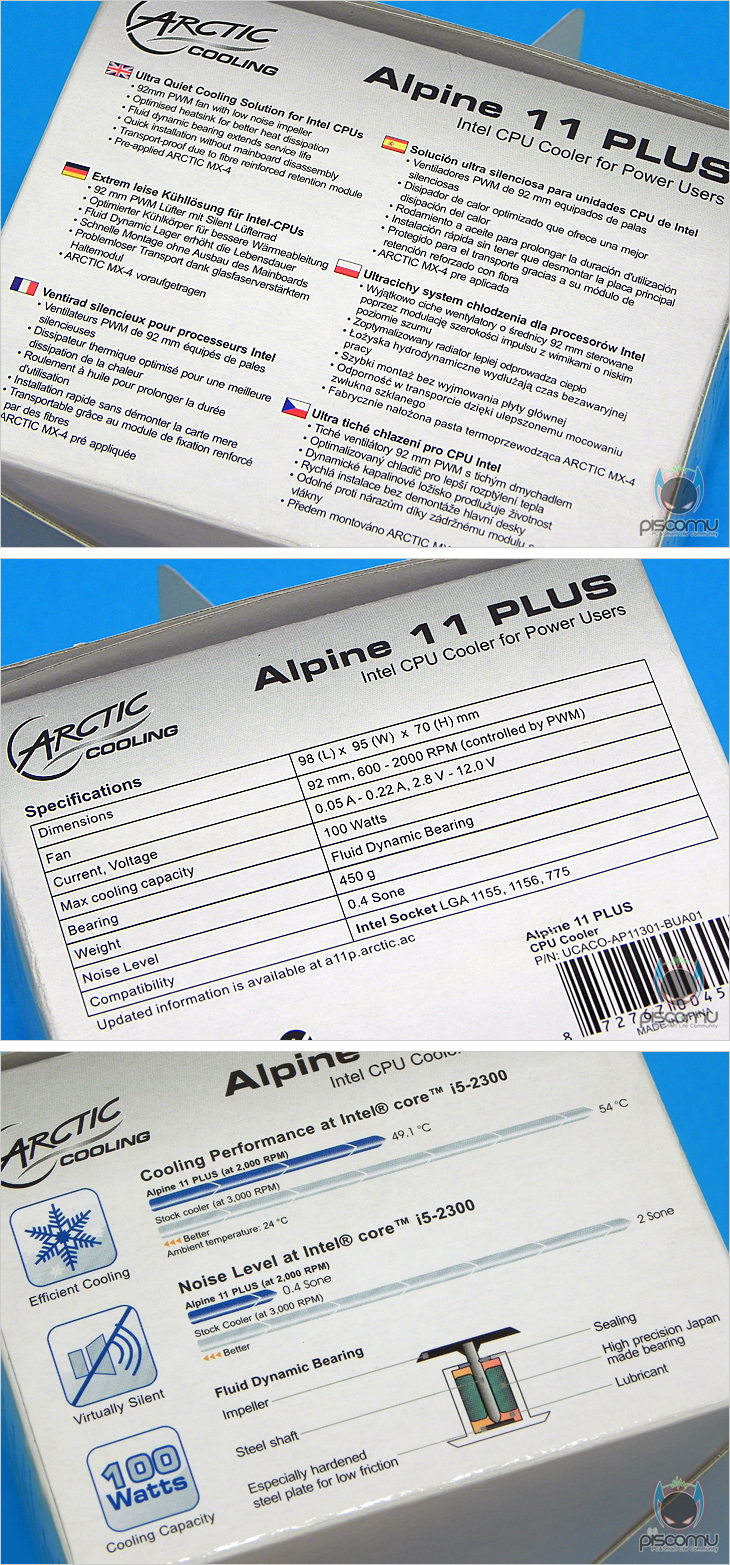 ARCTIC
COOLING
Alpine 11 PLUS
Intel CPU Cooler for Power Users
Ultra Quiet Cooling Solution for Intel CPUs
• 92mm PWM fan with low noise impeller
• Optimised heatsink for better heat dissipation
• Fluid dynamic bearing extends service life
• Quick installation without mainboard disassembly
• Transport-proof due to fibre reinforced retention module
• Pre-applied ARCTIC MX-4
Extrem leise Kühllösung für Intel-CPUs
• 92 mm PWM Lüfter mit Silent Lüfterrad
• Optimierter Kühlkörper für bessere Wärmeableitung
• Fluid Dynamic Lager erhöht die Lebensdauer
• Schnelle Montage ohne Ausbau des Mainboards
• Problemloser Transport dank glasfaserverstärktem
Haltemodul
• ARCTIC MX-4 voraufgetragen
Ventirad silencieux pour processeurs Intel
• Ventilateurs PWM de 92 mm équipés de pales
silencieuses
• Dissipateur thermique optimisé pour une meilleure
dissipation de la chaleur
• Roulement à huile pour prolonger la durée
d'utilisation
• Installation rapide sans démonter la carte mere
• Transportable grâce au module de fixation renforcé
par des fibres
ARCTIC MX-4 pré appliquée
Solución ultra silenciosa para unidades CPU de Intel
• Ventiladores PWM de 92 mm equipados de palas
silenciosas
• Disipador de calor optimizado que ofrece una mejor
disipación del calor
• Rodamiento a aceite para prolongar la duración d'utilización
• Instalación rápida sin tener que desmontar la placa principal
• Protegido para el transporte gracias a su módulo de
retención reforzado con fibra
• ARCTIC MX-4 pre aplicada
Ultracichy system chłodzenia dla procesorów Intel
• Wyjątkowo ciche wentylatory o średnicy 92 mm sterowane
poprzez modulację szerokości impulsu z wirnikami o niskim
poziomie szumu
• Zoptymalizowany radiator lepiej odprowadza ciepło
• Łożyska hydrodynamiczne wydłużają czas bezawaryjnej
pracy
• Szybki montaż bez wyjmowania płyty głównej
• Odporność w transporcie dzięki ulepszonemu mocowaniu
zwłukna szklanego
• Fabrycznie nałożona pasta termoprzewodząca ARCTIC MX-4
Ultra tiché chlazení pro CPU Intel
• Tiché ventilátory 92 mm PWM s tichým dmychadlem
• Optimalizovaný chladič pro lepší rozptýlení tepla
• Dynamické kapalinové ložisko prodlužuje životnost
• Rychlá instalace bez demontáže hlavní desky
• Odolné proti nárazům díky zádržnému modulu s
vlákny
• Předem montováno ARCTIC
piscomu
Alpine 11 PLUS
Intel CPU Cooler for Power Users
ARCTIC
COOLING
Specifications
Dimensions 98 (L) x 95 (W) x 70 (H) mm
Fan 92 mm, 600 - 2000 RPM (controlled by PWM)
Current, Voltage 0.05 A - 0.22 A, 2.8 V - 12.0 V
Max cooling capacity 100 Watts
Bearing Fluid Dynamic Bearing
Weight 450 g
Noise Level 0.4 Sone
Compatibility Intel Socket LGA 1155, 1156, 775
Updated information is available at a11p.arctic.ac
Alpine 11 PLUS
CPU Cooler
P/N: UCACO-AP11301-BUA01
8 72767 0045
MADE IN CHINA
piscomu
Alpine
Intel CPU Cooler
ARCTIC
COOLING
Cooling Performance at Intel® core™ i5-2300
Alpine 11 PLUS (at 2,000 RPM)
49.1 °C
54 °C
Stock cooler (at 3,000 RPM)
Better
Ambient temperature: 24 °C
Noise Level at Intel® core™ i5-2300
Alpine 11 PLUS (at 2,000 RPM)
0.4 Sone
2 Sone
Stock Cooler (at 3,000 RPM)
Better
Efficient Cooling
Virtually Silent
100
Watts
Cooling Capacity
Fluid Dynamic Bearing
Impeller
Steel shaft
Especially hardened
steel plate for low friction
Sealing
High precision Japan
made bearing
Lubricant
piscomu